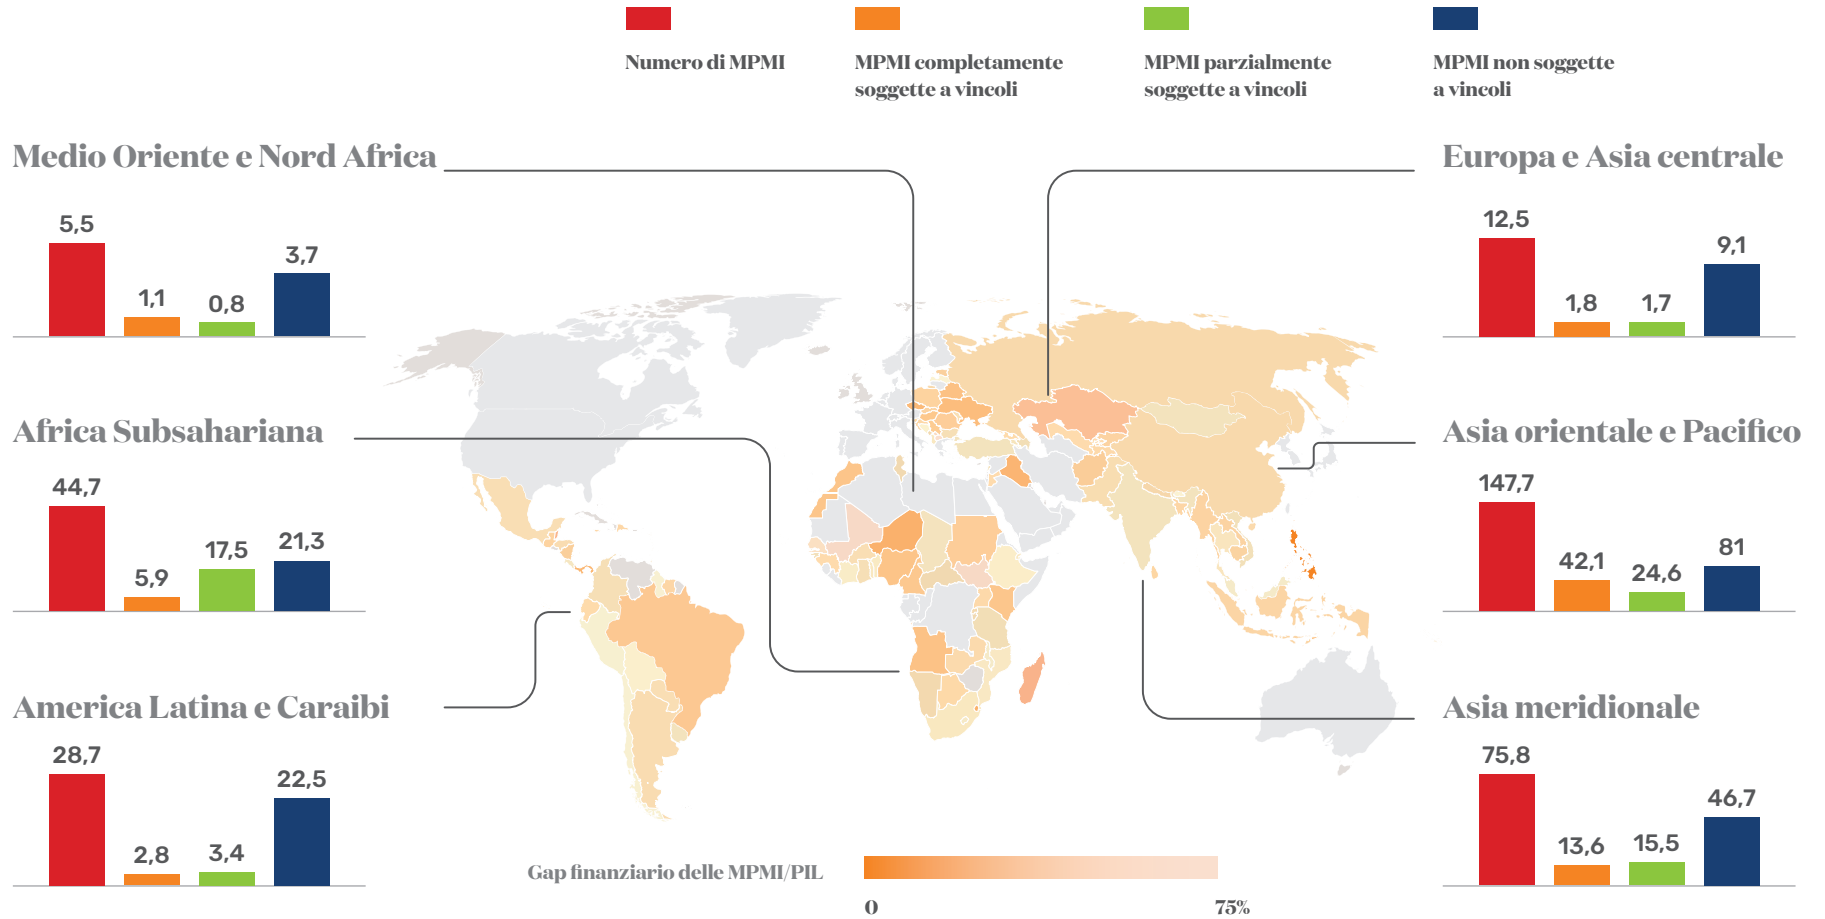 Numero di MPMI
MPMI completamente
soggette a vincoli
MPMI parzialmente
soggette a vincoli
MPMI non soggette
a vincoli
Medio Oriente e Nord Africa
5,5
1,1
0,8
3,7
Europa e Asia centrale
12,5
1,8
1,7
9,1
Africa Subsahariana
44,7
5,9
17,5
21,3
Asia orientale e Pacifico
147,7
42,1
24,6
81
America Latina e Caraibi
28,7
2,8
3,4
22,5
Asia meridionale
75,8
13,6
15,5
46,7
Gap finanziario delle MPMI/PIL
0
75%